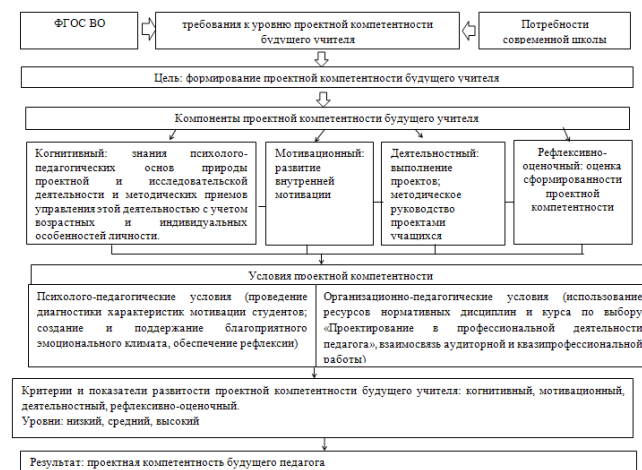 ФГОС ВО
требования к уровню проектной компетентности
будущего учителя
Потребности
современной школы
Цель: формирование проектной компетентности будущего учителя
Компоненты проектной компетентности будущего учителя
Когнитивный: знания психолого-
педагогических основ природы
проектной и исследовательской
деятельности и методических приемов
управления этой деятельностью с учетом
возрастных и индивидуальных
особенностей личности.
Мотивационный:
развитие
внутренней
мотивации
Деятельностный:
выполнение
проектов;
методическое
руководство
проектами
учащихся
Рефлексивно-
оценочный: оценка
сформированности
проектной
компетентности
Условия проектной компетентности
Психолого-педагогические условия (проведение
диагностики характеристик мотивации студентов;
создание и поддержание благоприятного
эмоционального климата, обеспечение рефлексии)
Организационно-педагогические условия (использование
ресурсов нормативных дисциплин и курса по выбору
«Проектирование в профессиональной деятельности
педагога», взаимосвязь аудиторной и квазипрофессиональной
работы)
Критерии и показатели развитости проектной компетентности будущего учителя: когнитивный, мотивационный,
деятельностный, рефлексивно-оценочный.
Уровни: низкий, средний, высокий
Результат: проектная компетентность будущего педагога